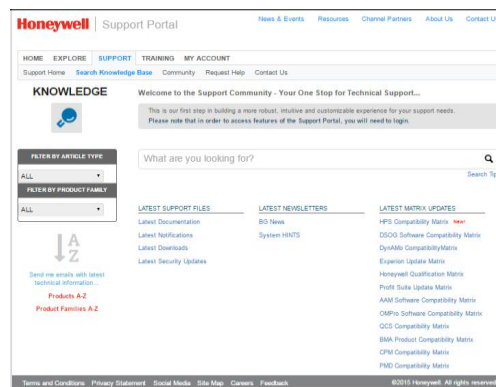 Honeywell | Support Portal
News & Events Resources Channel Partners About Us Contact U
HOME EXPLORE SUPPORT TRAINING MY ACCOUNT
Support Home Search Knowledge Base Community Request Help Contact Us
KNOWLEDGE
Welcome to the Support Community - Your One Stop for Technical Support...
This is our first step in building a more robust, intuitive and customizable experience for your support needs.
Please note that in order to access features of the Support Portal, you will need to login.
FILTER BY ARTICLE TYPE
ALL
FILTER BY PRODUCT FAMILY
ALL
What are you looking for?
Search Tip
A
Z
Send me emails with latest
technical information...
Products A-Z
Product Families A-Z
LATEST SUPPORT FILES
Latest Documentation
Latest Notifications
Latest Downloads
Latest Security Updates
LATEST NEWSLETTERS
BG News
System HINTS
LATEST MATRIX UPDATES
HPS Compatibility Matrix New!
DSOG Software Compatibility Matrix
DynAMo CompatibilityMatrix
Experion Update Matrix
Honeywell Qualification Matrix
Profit Suite Update Matrix
AAM Software Compatibility Matrix
OMPro Software Compatibility Matrix
QCS Compatibility Matrix
BMA Product Compatibility Matrix
CPM Compatibility Matrix
PMD Compatibility Matrix
Terms and Conditions Privacy Statement Social Media Site Map Careers Feedback
©2015 Honeywell. All rights reserved